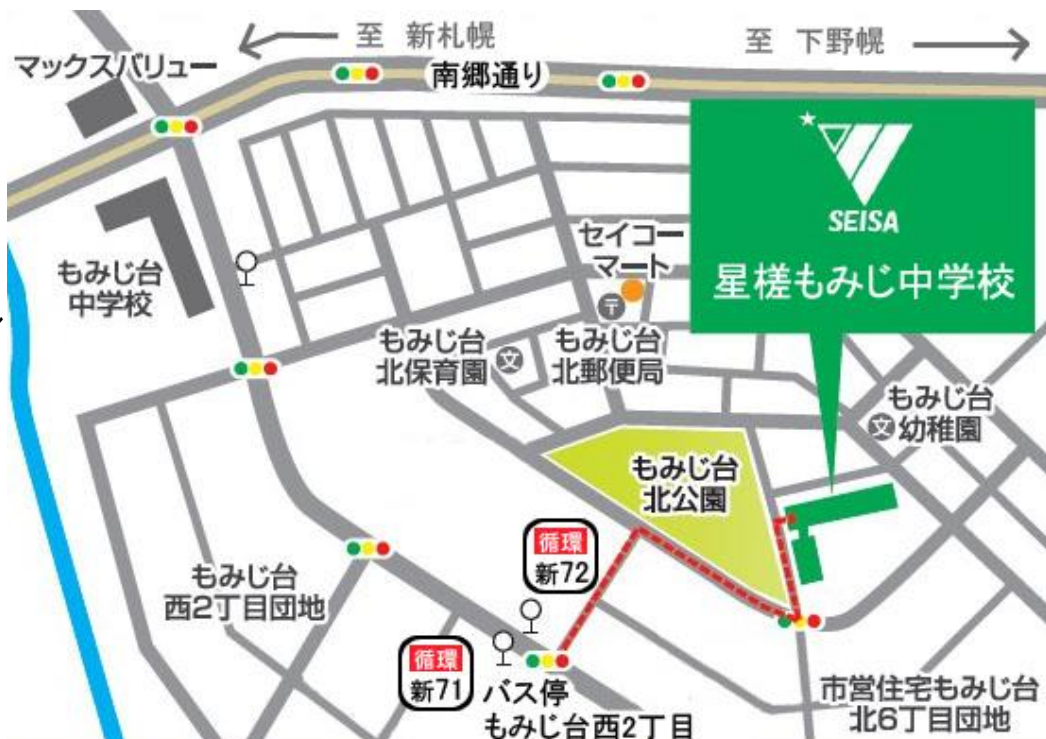 至 新札幌
至 下野幌
マックスバリュー
南郷通り
SEISA
星槎もみじ中学校
セイコー
マート
もみじ台
中学校
〒
もみじ台
北保育園
文
もみじ台
北郵便局
もみじ台
幼稚園
文
もみじ台
北公園
循環
新72
もみじ台
西2丁目団地
循環
新71
バス停
もみじ台西2丁目
市営住宅もみじ台
北6丁目団地